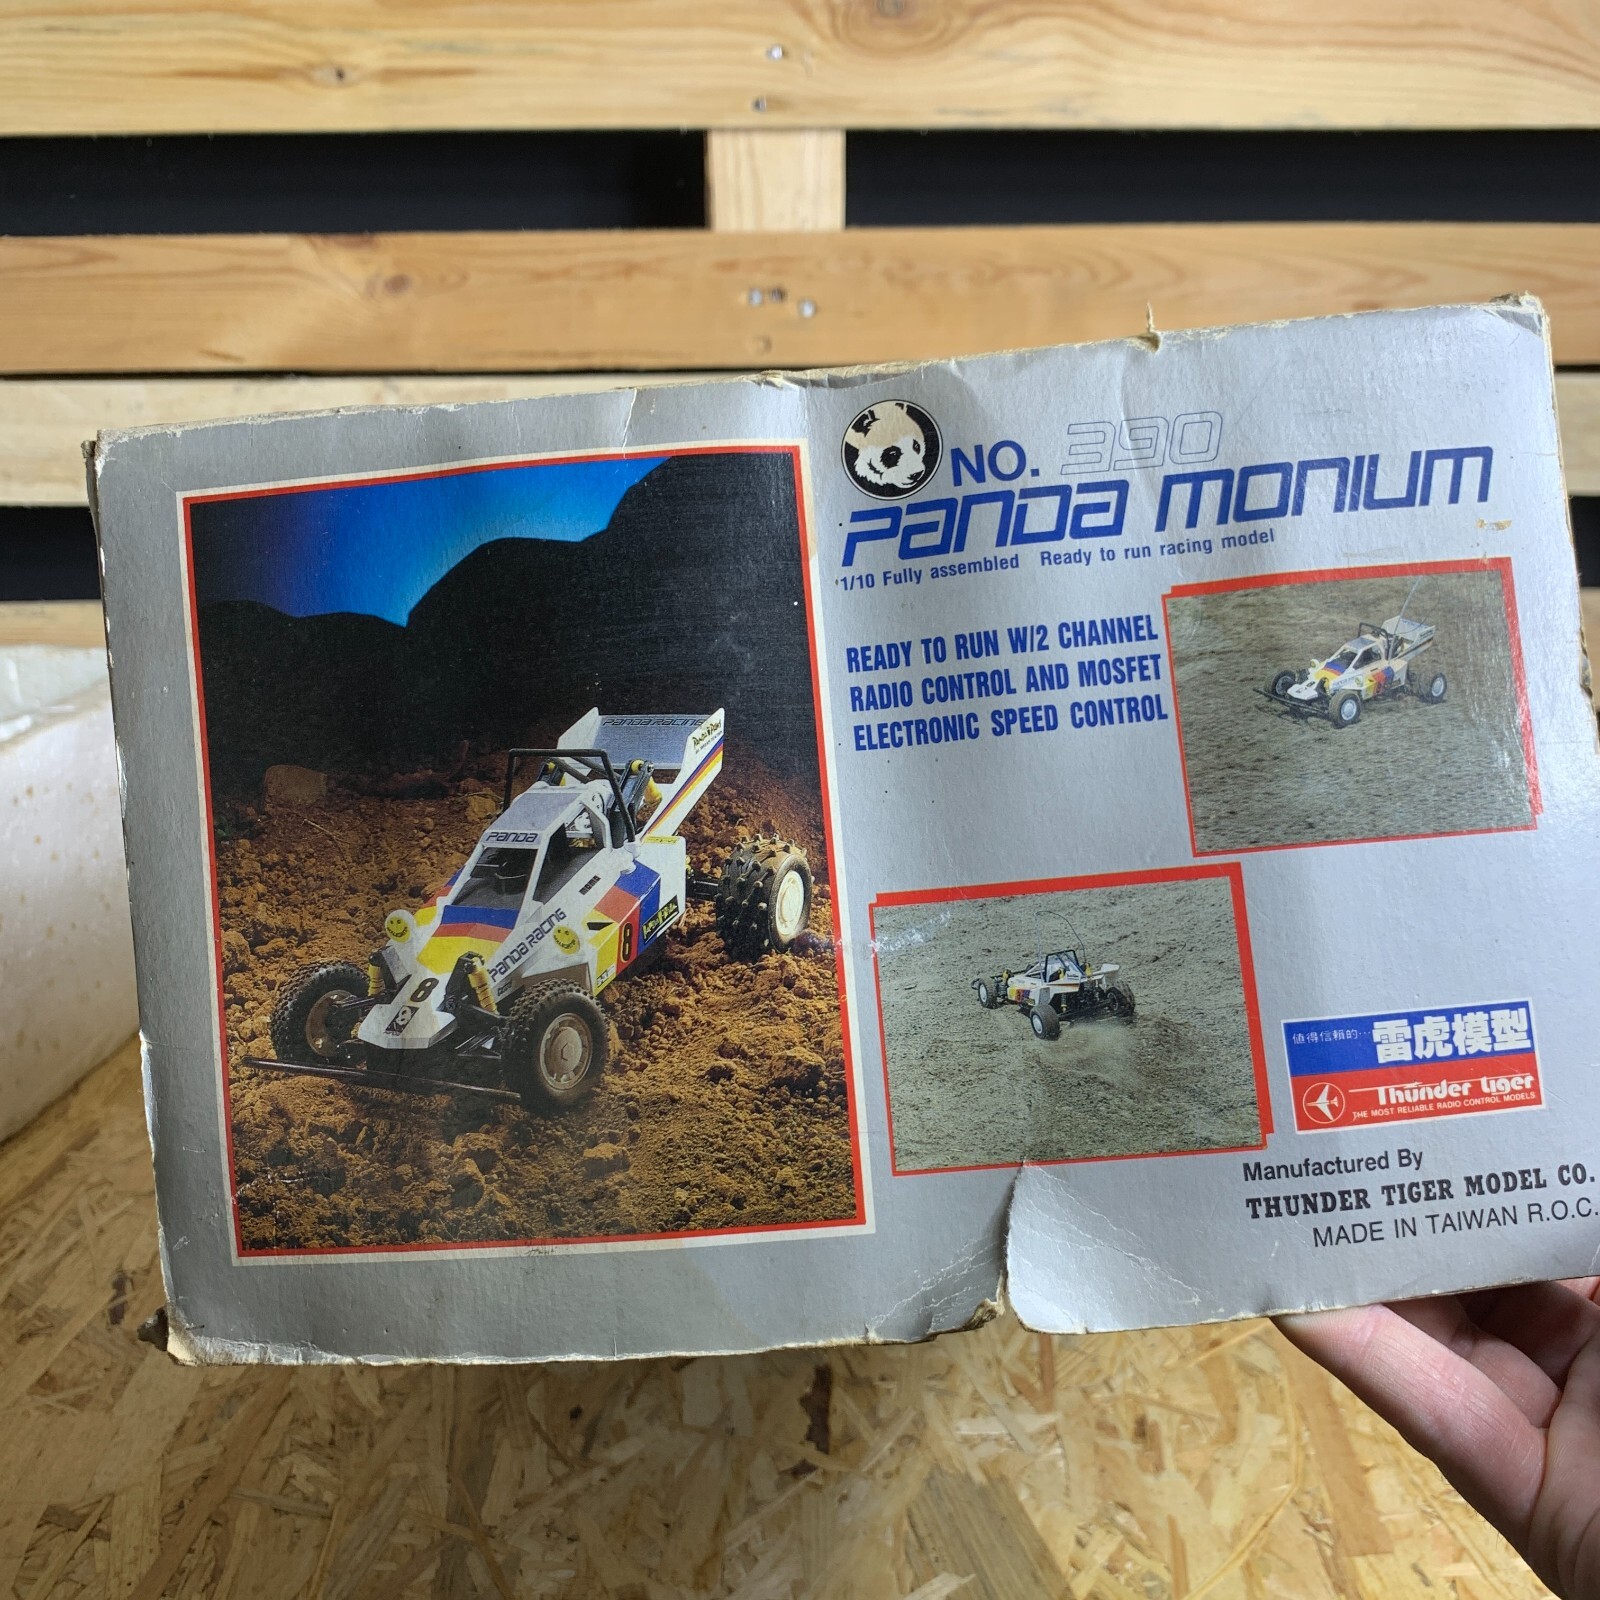 NO. 390
PANDA MONIUM
1/10 Fully assembled Ready to run racing model
READY TO RUN W/2 CHANNEL
RADIO CONTROL AND MOSFET
ELECTRONIC SPEED CONTROL
PANDA RACING
PANDA
MOMO
PANDA RACING
8
8
值得信賴的…雷虎模型
Thunder tiger
THE MOST RELIABLE RADIO CONTROL MODELS
Manufactured By
THUNDER TIGER MODEL CO.
MADE IN TAIWAN R.O.C.